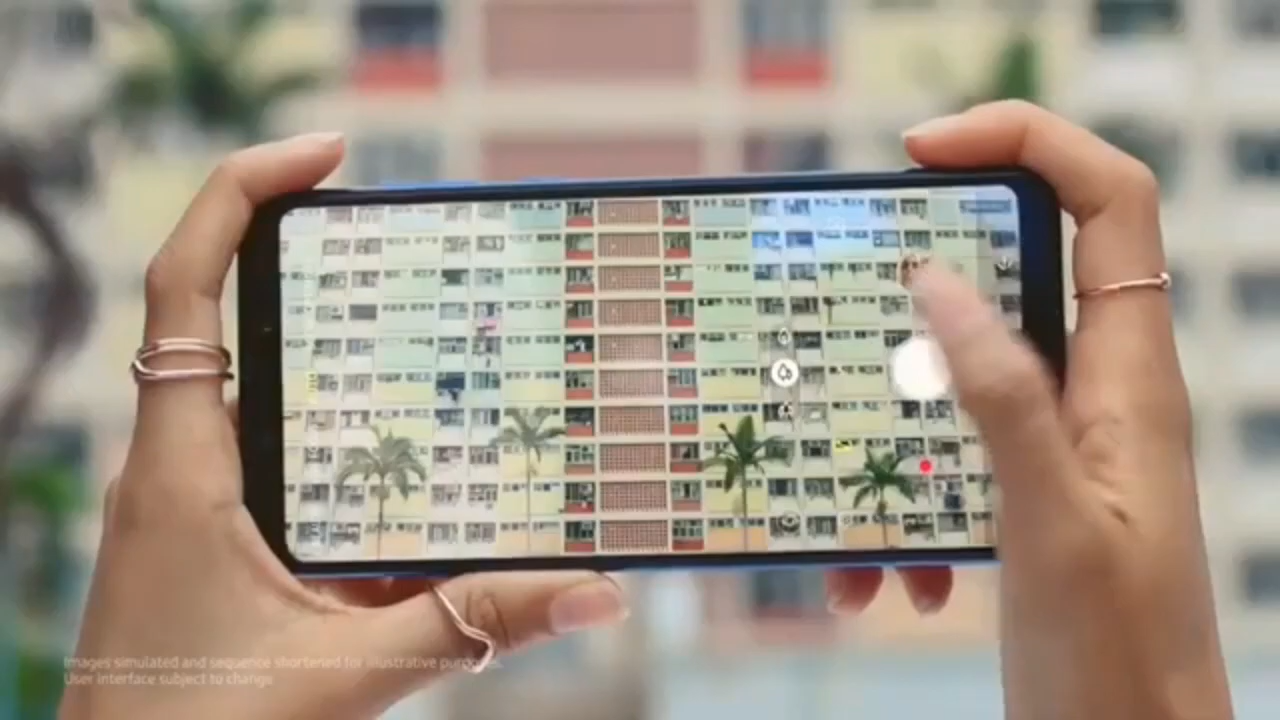 Images simulated and sequence shortened for illustrative purposes.
User interface subject to change